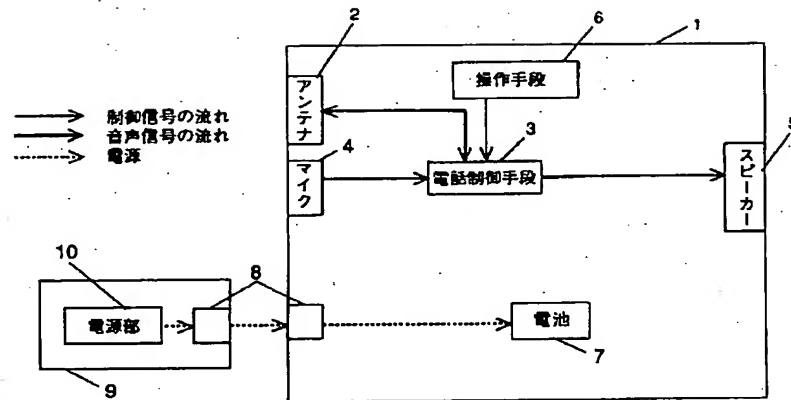 2
6
1
アンテナ
操作手段
制御信号の流れ
音声信号の流れ
電源
4
3
5
マイク
電話制御手段
スピーカー
10
8
電源部
電池
7
9